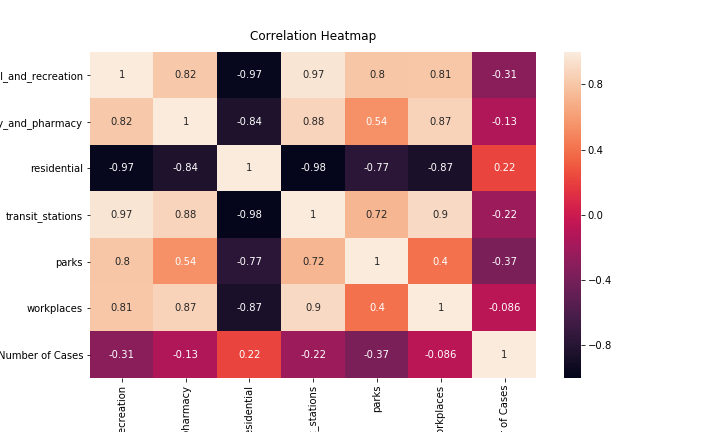 Correlation Heatmap
l_and_recreation 1 0.82 -0.97 0.97 0.8 0.81 -0.31 0.8
y_and_pharmacy 0.82 1 -0.84 0.88 0.54 0.87 -0.13 0.4
residential -0.97 -0.84 1 -0.98 -0.77 -0.87 0.22
transit_stations 0.97 0.88 -0.98 1 0.72 0.9 -0.22 0.0
parks 0.8 0.54 -0.77 0.72 1 0.4 -0.37 -0.4
workplaces 0.81 0.87 -0.87 0.9 0.4 1 -0.086
Number of Cases -0.31 -0.13 0.22 -0.22 -0.37 -0.086 1 -0.8
ecreation pharmacy esidential _stations parks orkplaces r of Cases